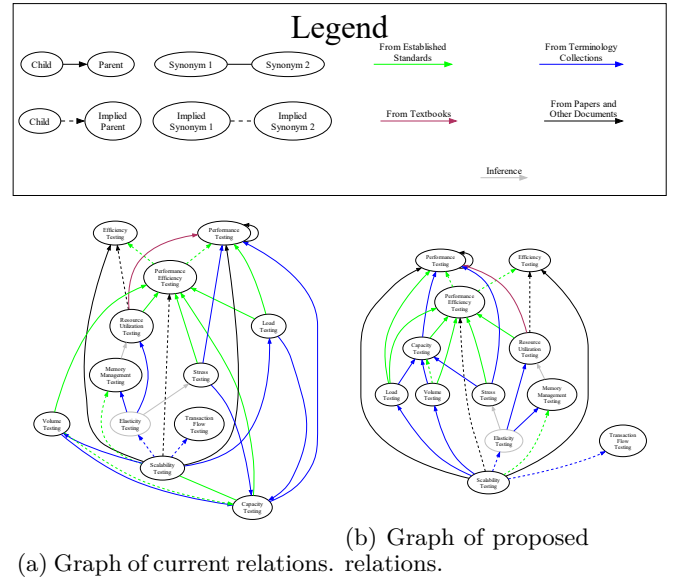 Legend
Child
Parent
Synonym 1
Synonym 2
From Established
Standards
From Terminology
Collections
Child
Implied
Parent
Implied
Synonym 1
Implied
Synonym 2
From Textbooks
From Papers and
Other Documents
Inference
Efficiency
Testing
Performance
Testing
Performance
Efficiency
Testing
Resource
Utilization
Testing
Load
Testing
Memory
Management
Testing
Stress
Testing
Volume
Testing
Elasticity
Testing
Transaction
Flow
Testing
Scalability
Testing
Capacity
Testing
(a) Graph of current relations.
Performance
Testing
Efficiency
Testing
Performance
Efficiency
Testing
Capacity
Testing
Resource
Utilization
Testing
Load
Testing
Volume
Testing
Stress
Testing
Memory
Management
Testing
Elasticity
Testing
Transaction
Flow
Testing
Scalability
Testing
(b) Graph of proposed
relations.